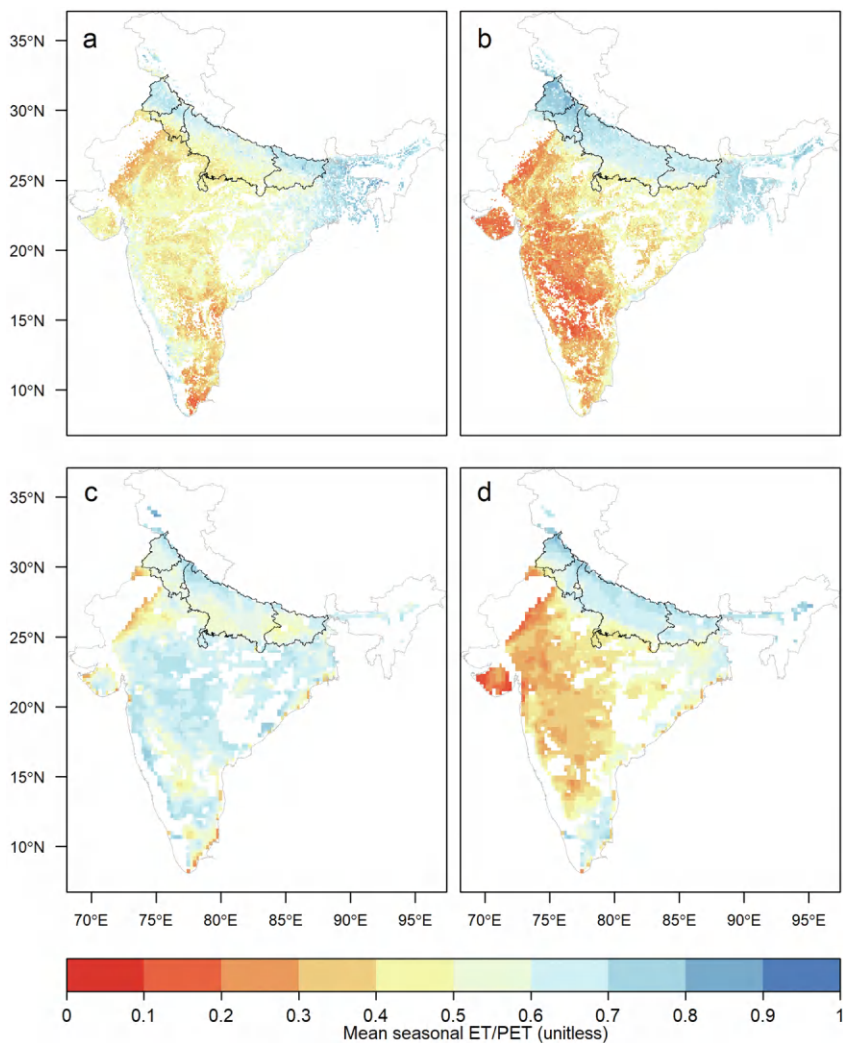 a
b
35°N
30°N
25°N
20°N
15°N
10°N
c
d
35°N
30°N
25°N
20°N
15°N
10°N
70°E 75°E 80°E 85°E 90°E 95°E 70°E 75°E 80°E 85°E 90°E 95°E
0 0.1 0.2 0.3 0.4 0.5 0.6 0.7 0.8 0.9 1
Mean seasonal ET/PET (unitless)